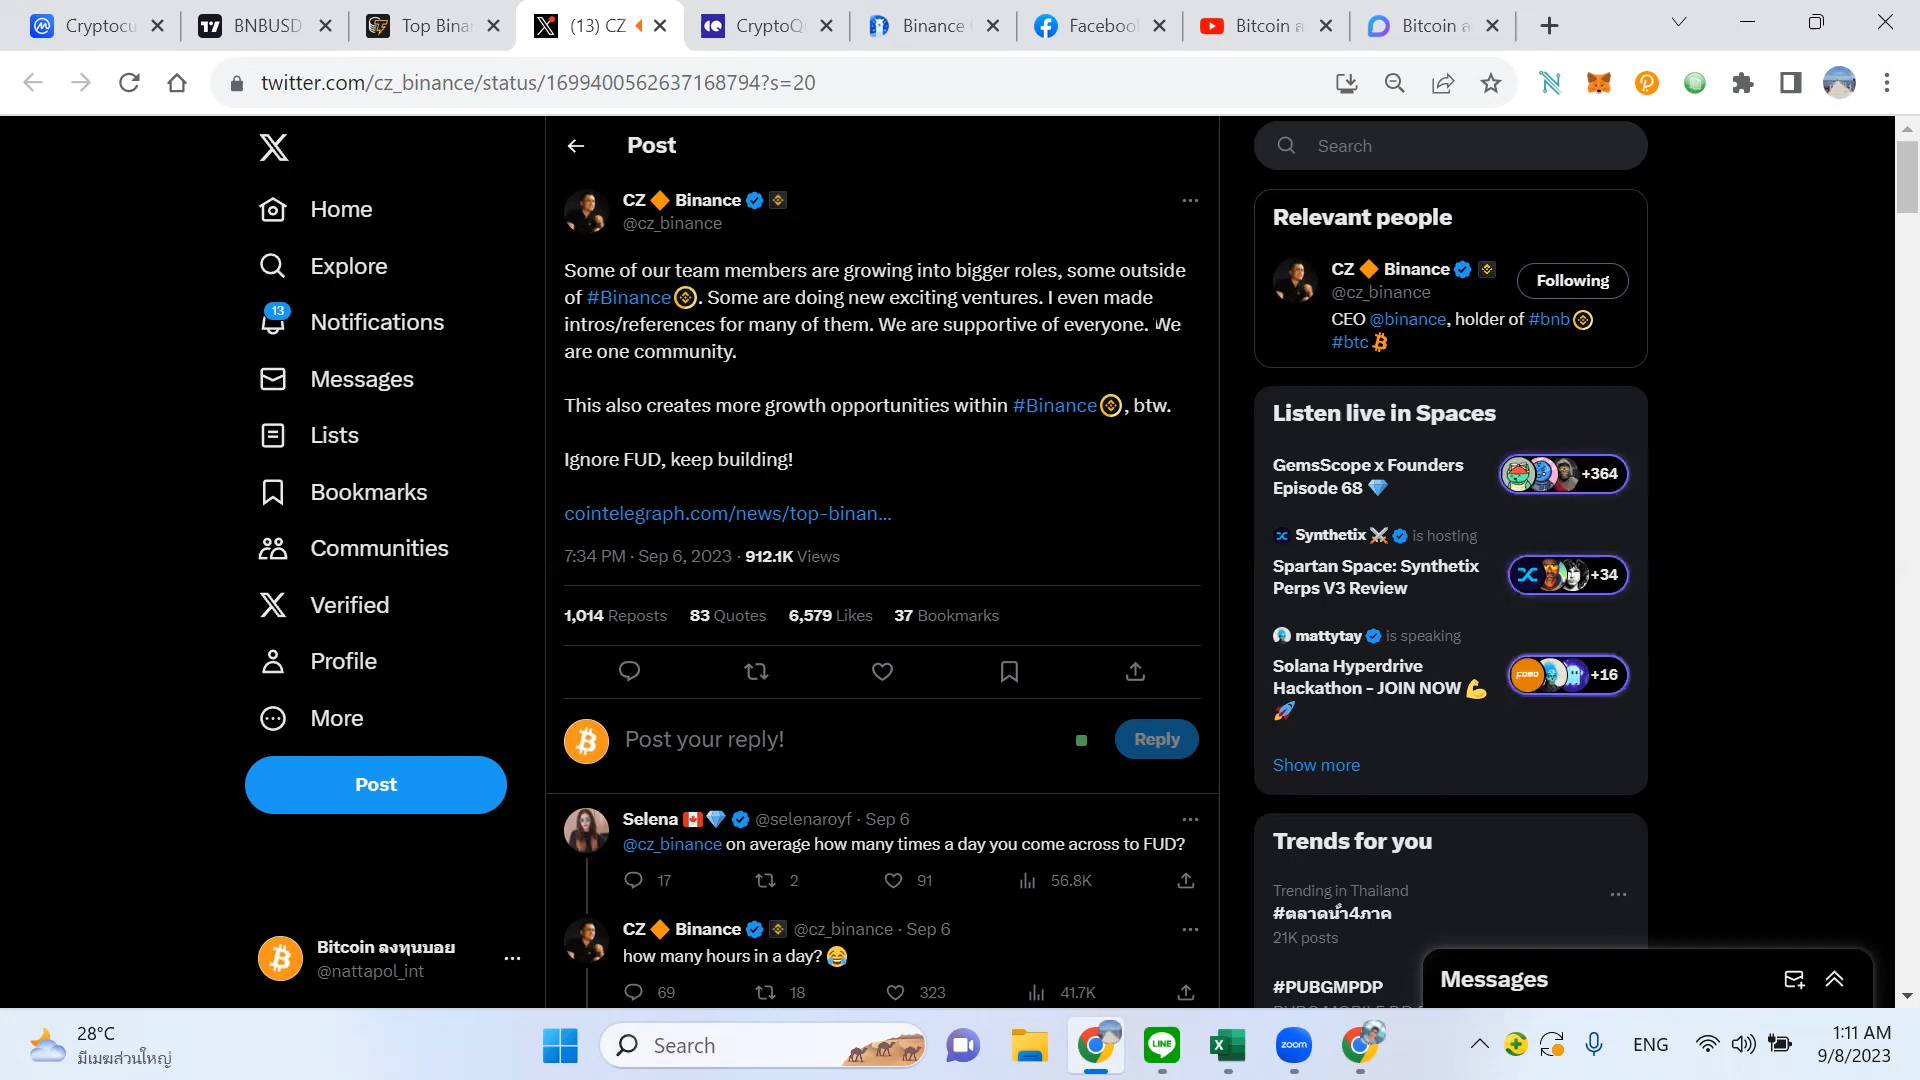 Cryptocu
BNBUSD
Top Binan
(13) CZ
CryptoQu
Binance
Facebook
Bitcoin ล
Bitcoin ล
twitter.com/cz_binance/status/1699400562637168794?s=20
Home
Explore
13
Notifications
Messages
Lists
Bookmarks
Communities
Verified
Profile
More
Post
Bitcoin ลงทุนบอย
@nattapol_int
Post
CZ 🔶 Binance
@cz_binance
Some of our team members are growing into bigger roles, some outside
of #Binance. Some are doing new exciting ventures. I even made
intros/references for many of them. We are supportive of everyone. We
are one community.
This also creates more growth opportunities within #Binance, btw.
Ignore FUD, keep building!
cointelegraph.com/news/top-binan...
7:34 PM · Sep 6, 2023 · 912.1K Views
1,014 Reposts 83 Quotes 6,579 Likes 37 Bookmarks
Post your reply!
Reply
Selena 🇨🇦💎 @selenaroyf · Sep 6
@cz_binance on average how many times a day you come across to FUD?
17 2 91 56.8K
CZ 🔶 Binance @cz_binance · Sep 6
how many hours in a day? 😂
69 18 323 41.7K
Search
Relevant people
CZ 🔶 Binance
@cz_binance
Following
CEO @binance, holder of #bnb
#btc
Listen live in Spaces
GemsScope x Founders
Episode 68 💎
+364
Synthetix ⚔️ is hosting
Spartan Space: Synthetix
Perps V3 Review
+34
mattytay is speaking
Solana Hyperdrive
Hackathon - JOIN NOW 💪
🚀
+16
Show more
Trends for you
Trending in Thailand
#ตลาดน้ำ4ภาค
21K posts
#PUBGMPDP
Messages
28°C
มีเมฆส่วนใหญ่
Search
LINE
zoom
ENG
1:11 AM
9/8/2023